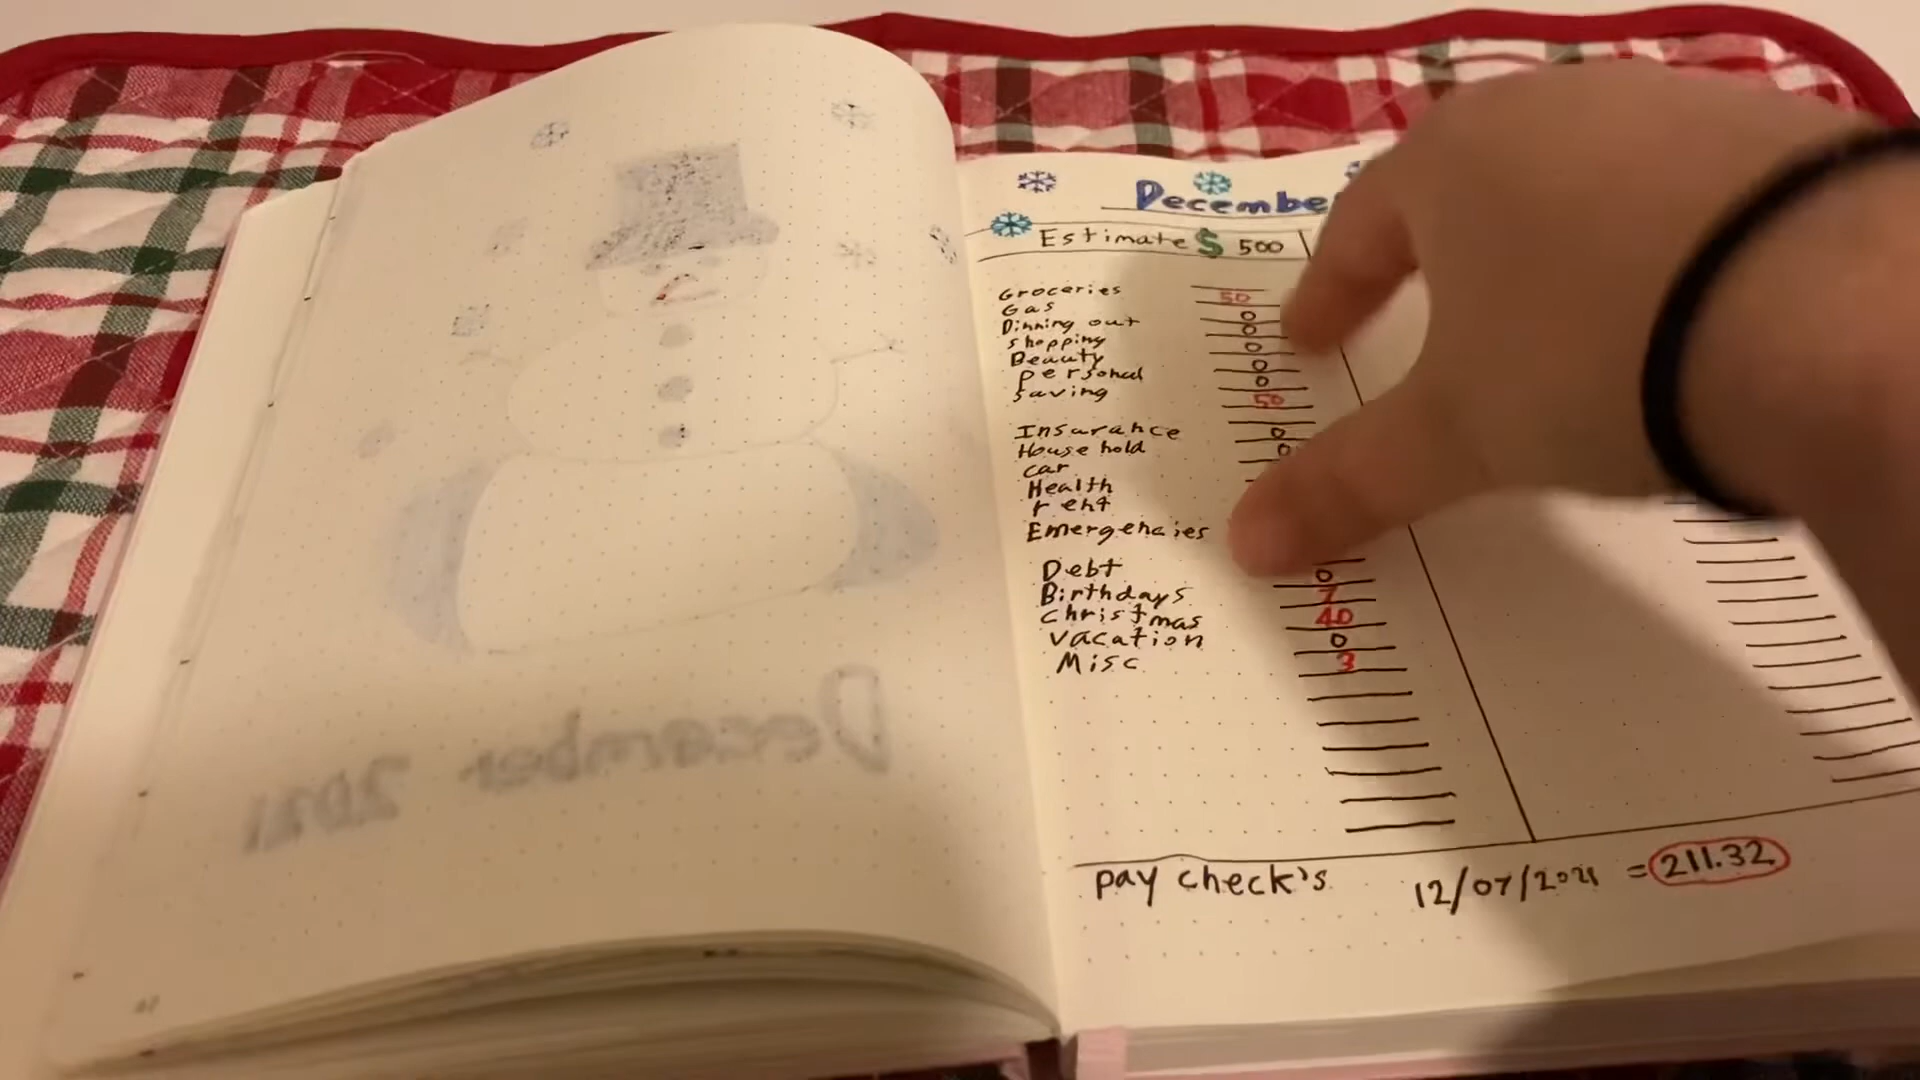 December 2021
Decembe
Estimate $ 500
Groceries 50
Gas 0
Dinning out 0
shopping 0
Beauty 0
personal 0
saving 50
Insurance 0
House hold 0
car
Health
rent
Emergencies
Debt 0
Birthdays 7
christmas 40
vacation 0
Misc 3
pay check's 12/07/2021 = 211.32